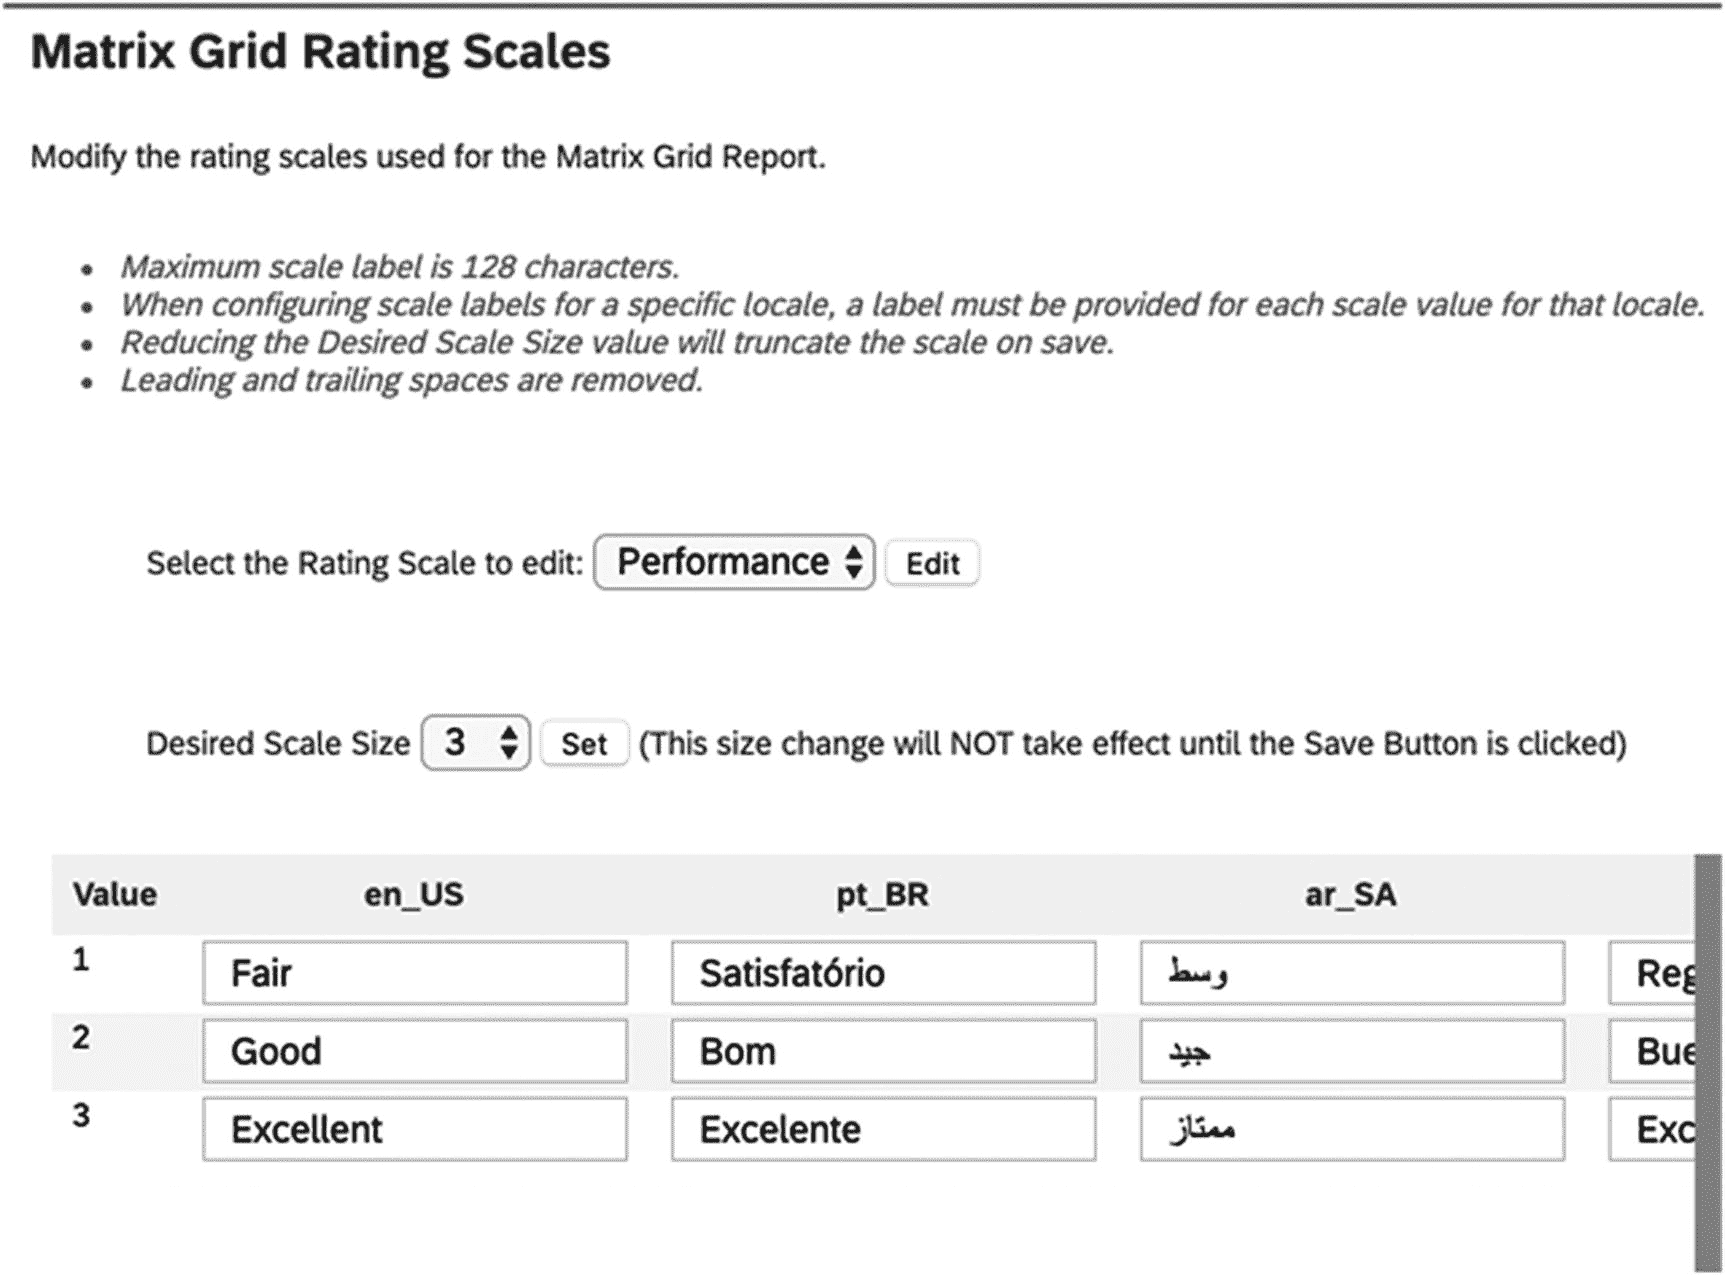 Matrix Grid Rating Scales
Modify the rating scales used for the Matrix Grid Report.
• Maximum scale label is 128 characters.
• When configuring scale labels for a specific locale, a label must be provided for each scale value for that locale.
• Reducing the Desired Scale Size value will truncate the scale on save.
• Leading and trailing spaces are removed.
Select the Rating Scale to edit: Performance Edit
Desired Scale Size 3 Set (This size change will NOT take effect until the Save Button is clicked)
Value en_US pt_BR ar_SA
1 Fair Satisfatório وسط
2 Good Bom جيد
3 Excellent Excelente ممتاز